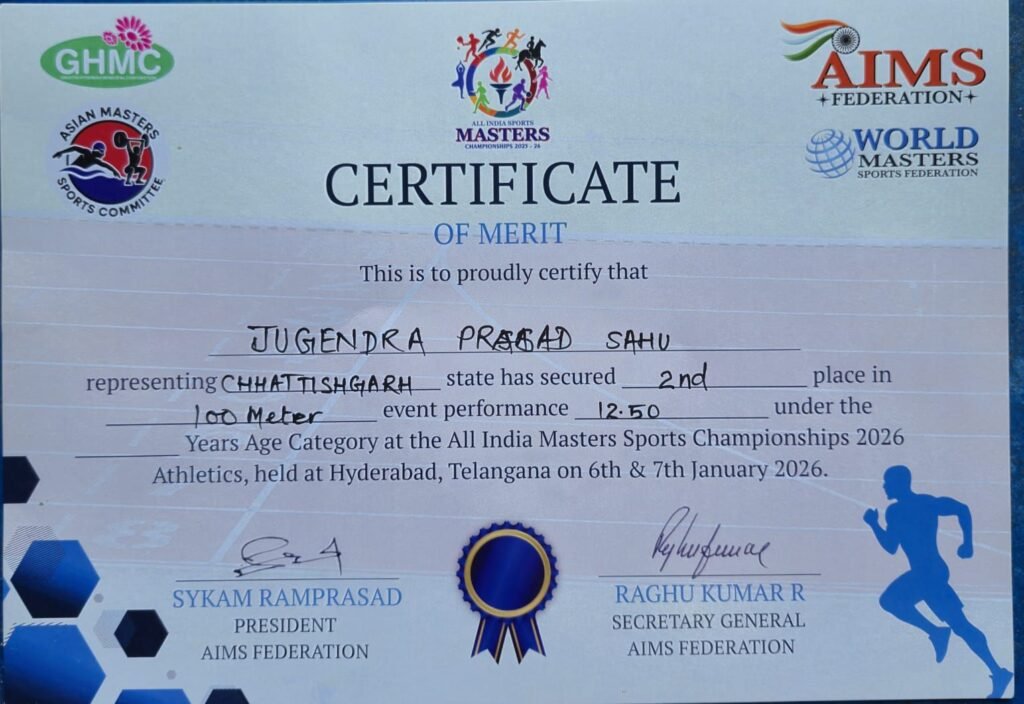 GHMC
ASIAN MASTERS
SPORTS COMMITTEE
ALL INDIA SPORTS
MASTERS
CHAMPIONSHIPS 2025 - 26
AIMS
FEDERATION
WORLD
MASTERS
SPORTS FEDERATION
CERTIFICATE
OF MERIT
This is to proudly certify that
JUGENDRA PRASAD SAHU
representing CHHATTISHGARH state has secured 2nd place in
100 Meter event performance 12.50 under the
Years Age Category at the All India Masters Sports Championships 2026
Athletics, held at Hyderabad, Telangana on 6th & 7th January 2026.
SYKAM RAMPRASAD
PRESIDENT
AIMS FEDERATION
RAGHU KUMAR R
SECRETARY GENERAL
AIMS FEDERATION